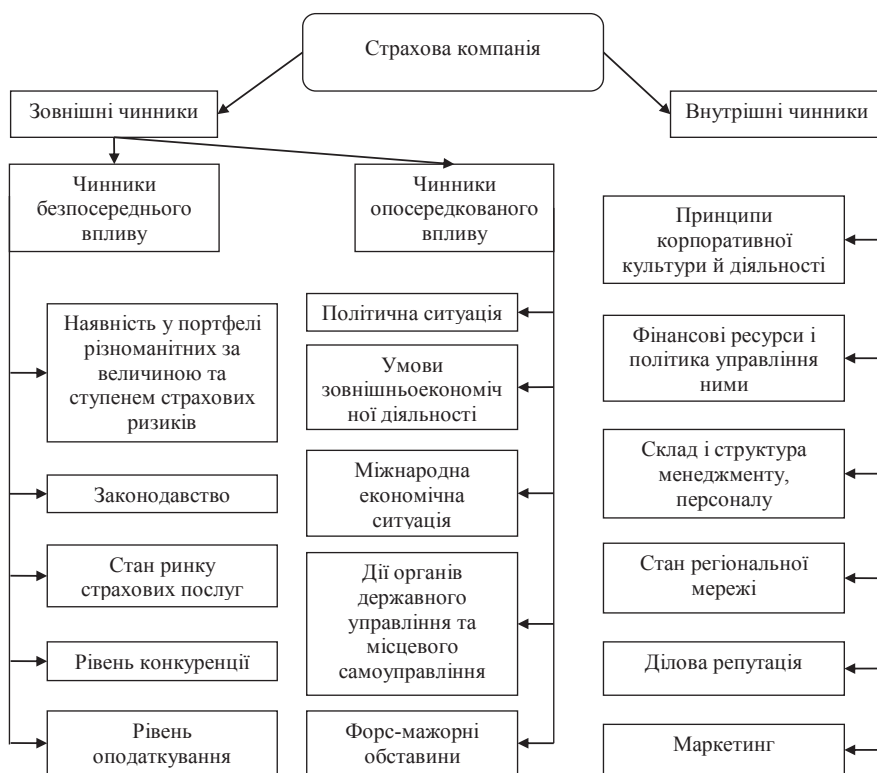 Страхова компанія
Зовнішні чинники
Внутрішні чинники
Чинники
безпосереднього
впливу
Чинники
опосередкованого
впливу
Наявність у портфелі
різноманітних за
величиною та
ступенем страхових
ризиків
Законодавство
Стан ринку
страхових послуг
Рівень конкуренції
Рівень
оподаткування
Політична ситуація
Умови
зовнішньоекономіч
ної діяльності
Міжнародна
економічна
ситуація
Дії органів
державного
управління та
місцевого
самоуправління
Форс-мажорні
обставини
Принципи
корпоративної
культури й діяльності
Фінансові ресурси і
політика управління
ними
Склад і структура
менеджменту,
персоналу
Стан регіональної
мережі
Ділова репутація
Маркетинг